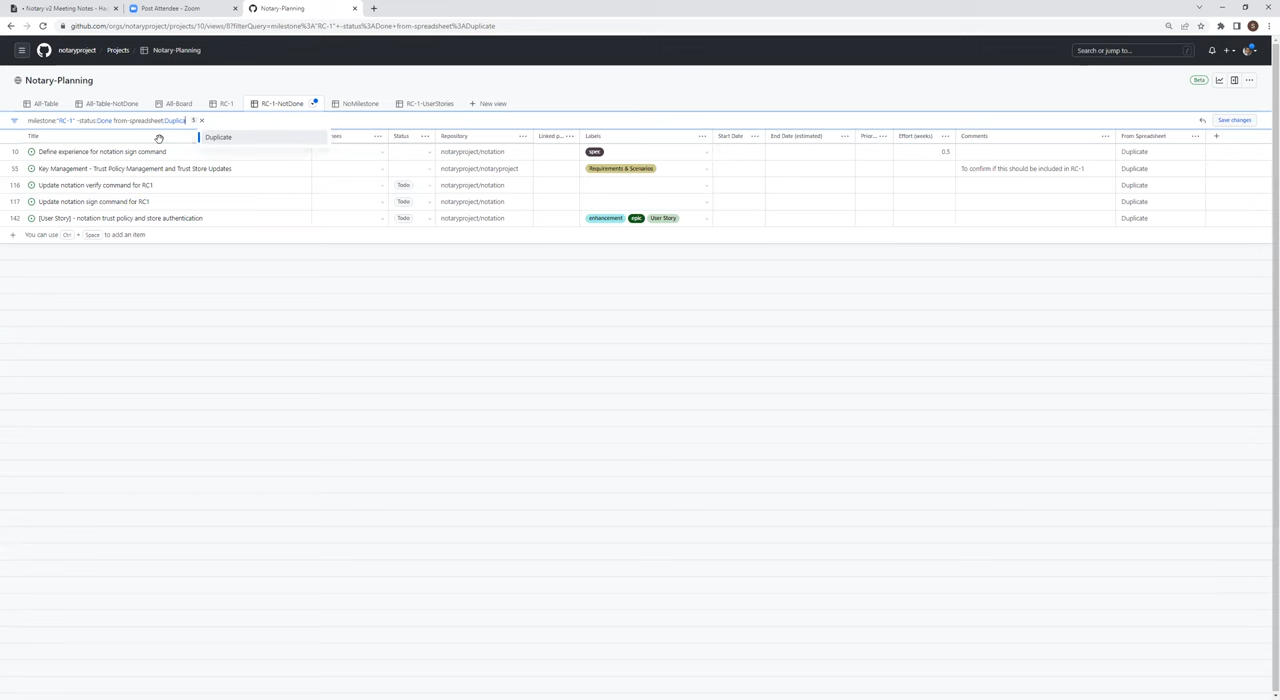 • Notary v2 Meeting Notes - Ha
Post Attendee - Zoom
Notary-Planning
github.com/orgs/notaryproject/projects/10/views/8?filterQuery=milestone%3A"RC-1"+-status%3ADone+from-spreadsheet%3ADuplicate
notaryproject Projects Notary-Planning
Search or jump to... /
Notary-Planning
Beta
All-Table All-Table-NotDone All-Board RC-1 RC-1-NotDone NoMilestone RC-1-UserStories + New view
milestone:"RC-1" -status:Done from-spreadsheet:Duplica 5
Save changes
Duplicate
Title nees Status Repository Linked p... Labels Start Date End Date (estimated) Prior... Effort (weeks) Comments From Spreadsheet
10 Define experience for notation sign command notaryproject/notation spec 0.5 Duplicate
55 Key Management - Trust Policy Management and Trust Store Updates notaryproject/notaryproject Requirements & Scenarios To confirm if this should be included in RC-1 Duplicate
116 Update notation verify command for RC1 Todo notaryproject/notation Duplicate
117 Update notation sign command for RC1 Todo notaryproject/notation Duplicate
142 [User Story] - notation trust policy and store authentication Todo notaryproject/notation enhancement epic User Story Duplicate
+ You can use Ctrl + Space to add an item